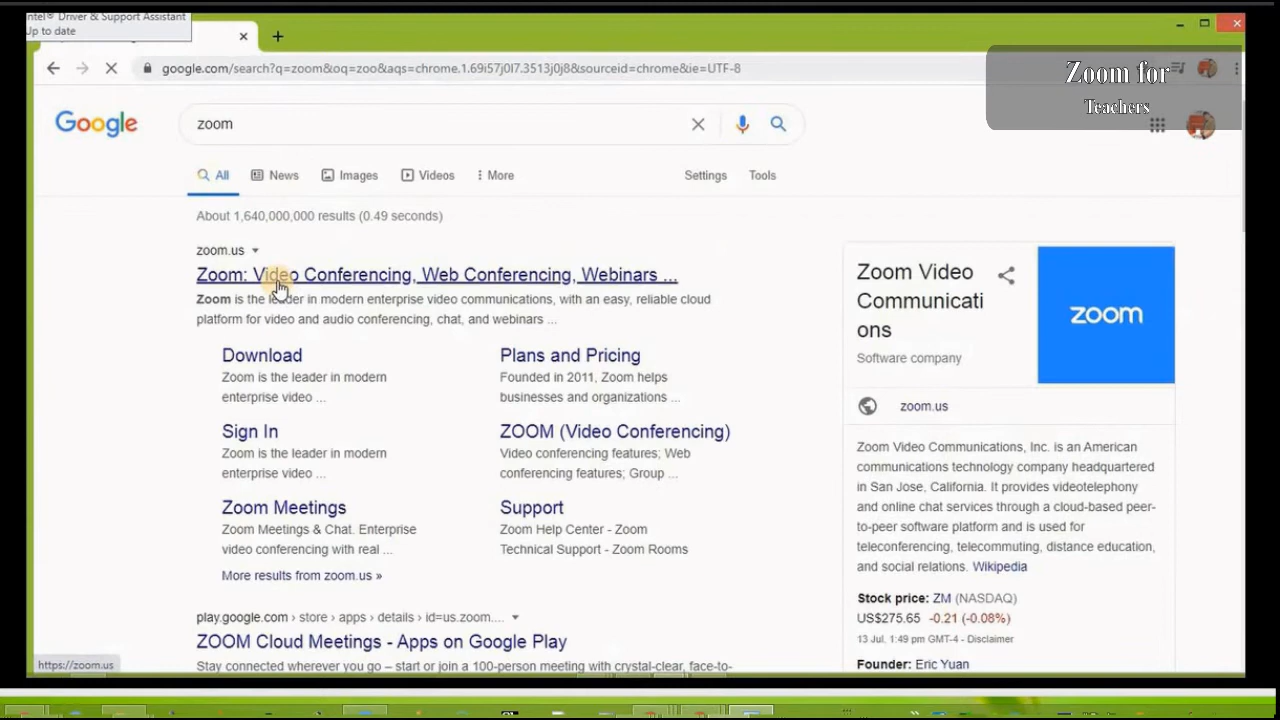 ntel® Driver & Support Assistant
Up to date
google.com/search?q=zoom&oq=zoo&aqs=chrome.1.69i57j0l7.3513j0j8&sourceid=chrome&ie=UTF-8
Zoom for
Teachers
Google
zoom
All
News
Images
Videos
More
Settings
Tools
About 1,640,000,000 results (0.49 seconds)
zoom.us
Zoom: Video Conferencing, Web Conferencing, Webinars ...
Zoom is the leader in modern enterprise video communications, with an easy, reliable cloud
platform for video and audio conferencing, chat, and webinars ...
Download
Zoom is the leader in modern
enterprise video ...
Plans and Pricing
Founded in 2011, Zoom helps
businesses and organizations ...
Sign In
Zoom is the leader in modern
enterprise video ...
ZOOM (Video Conferencing)
Video conferencing features; Web
conferencing features; Group ...
Zoom Meetings
Zoom Meetings & Chat. Enterprise
video conferencing with real ...
Support
Zoom Help Center - Zoom
Technical Support - Zoom Rooms
More results from zoom.us »
play.google.com › store › apps › details › id=us.zoom....
ZOOM Cloud Meetings - Apps on Google Play
Stay connected wherever you go – start or join a 100-person meeting with crystal-clear, face-to-
https://zoom.us
Zoom Video
Communicati
ons
Software company
zoom
zoom.us
Zoom Video Communications, Inc. is an American
communications technology company headquartered
in San Jose, California. It provides videotelephony
and online chat services through a cloud-based peer-
to-peer software platform and is used for
teleconferencing, telecommuting, distance education,
and social relations. Wikipedia
Stock price: ZM (NASDAQ)
US$275.65 -0.21 (-0.08%)
13 Jul, 1:49 pm GMT-4 - Disclaimer
Founder: Eric Yuan